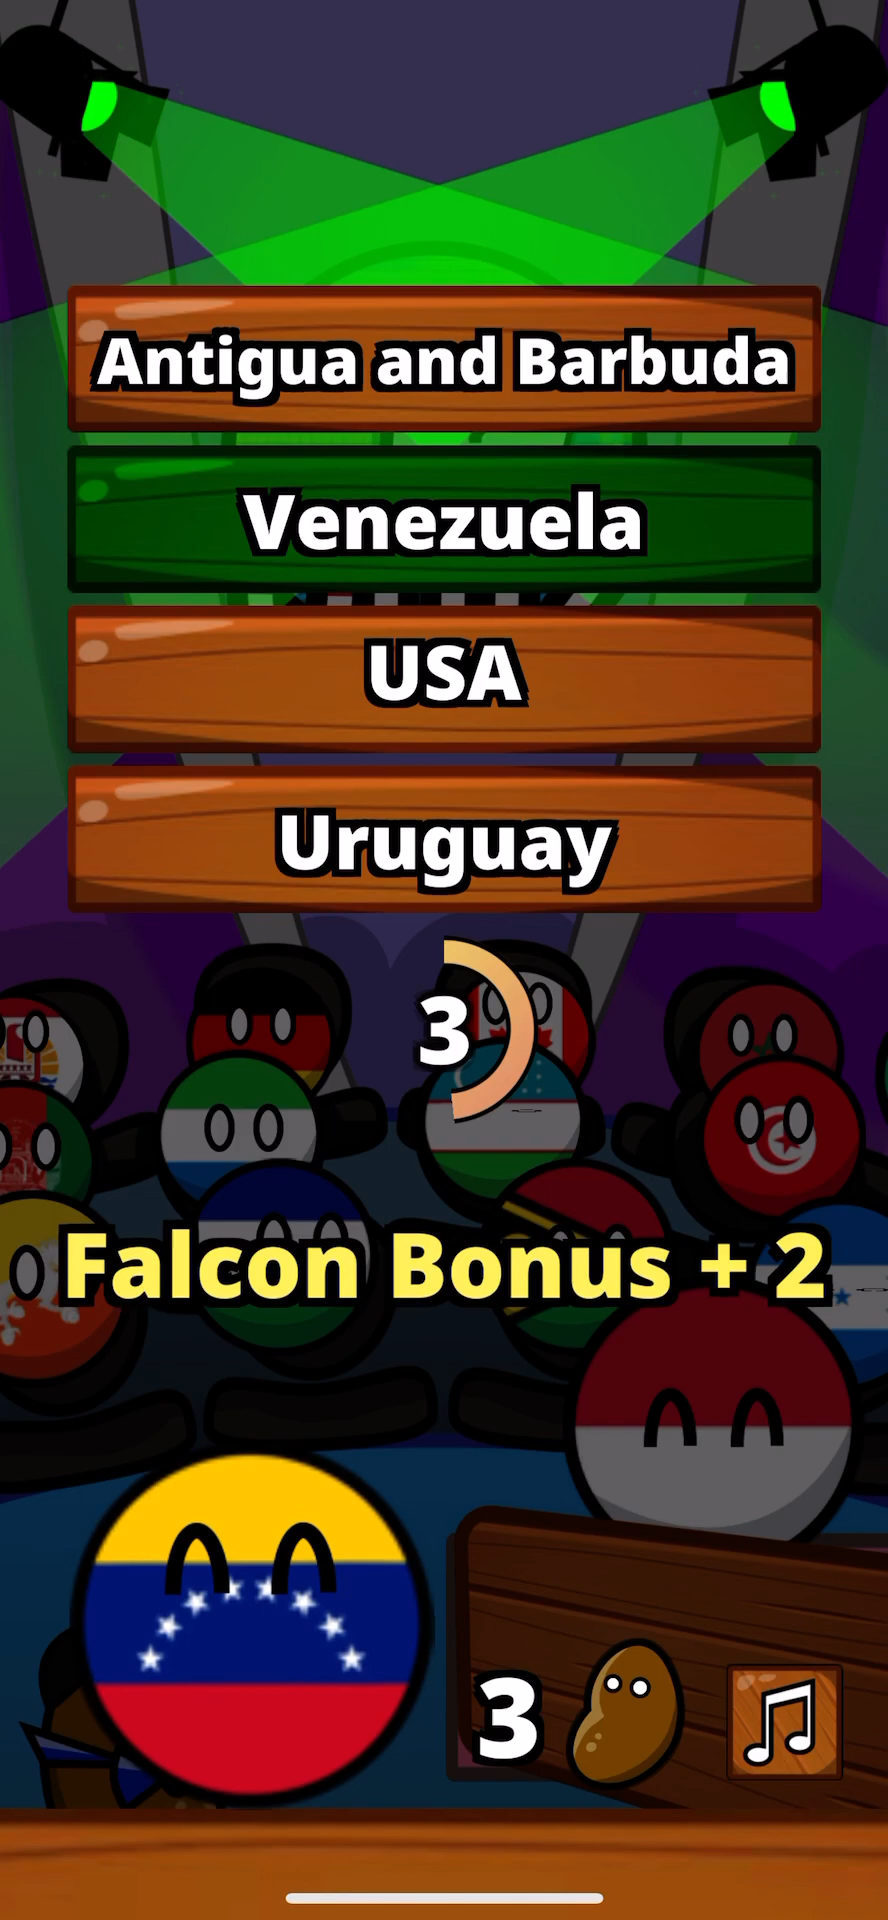 Antigua and Barbuda
Venezuela
USA
Uruguay
3
Falcon Bonus + 2
3